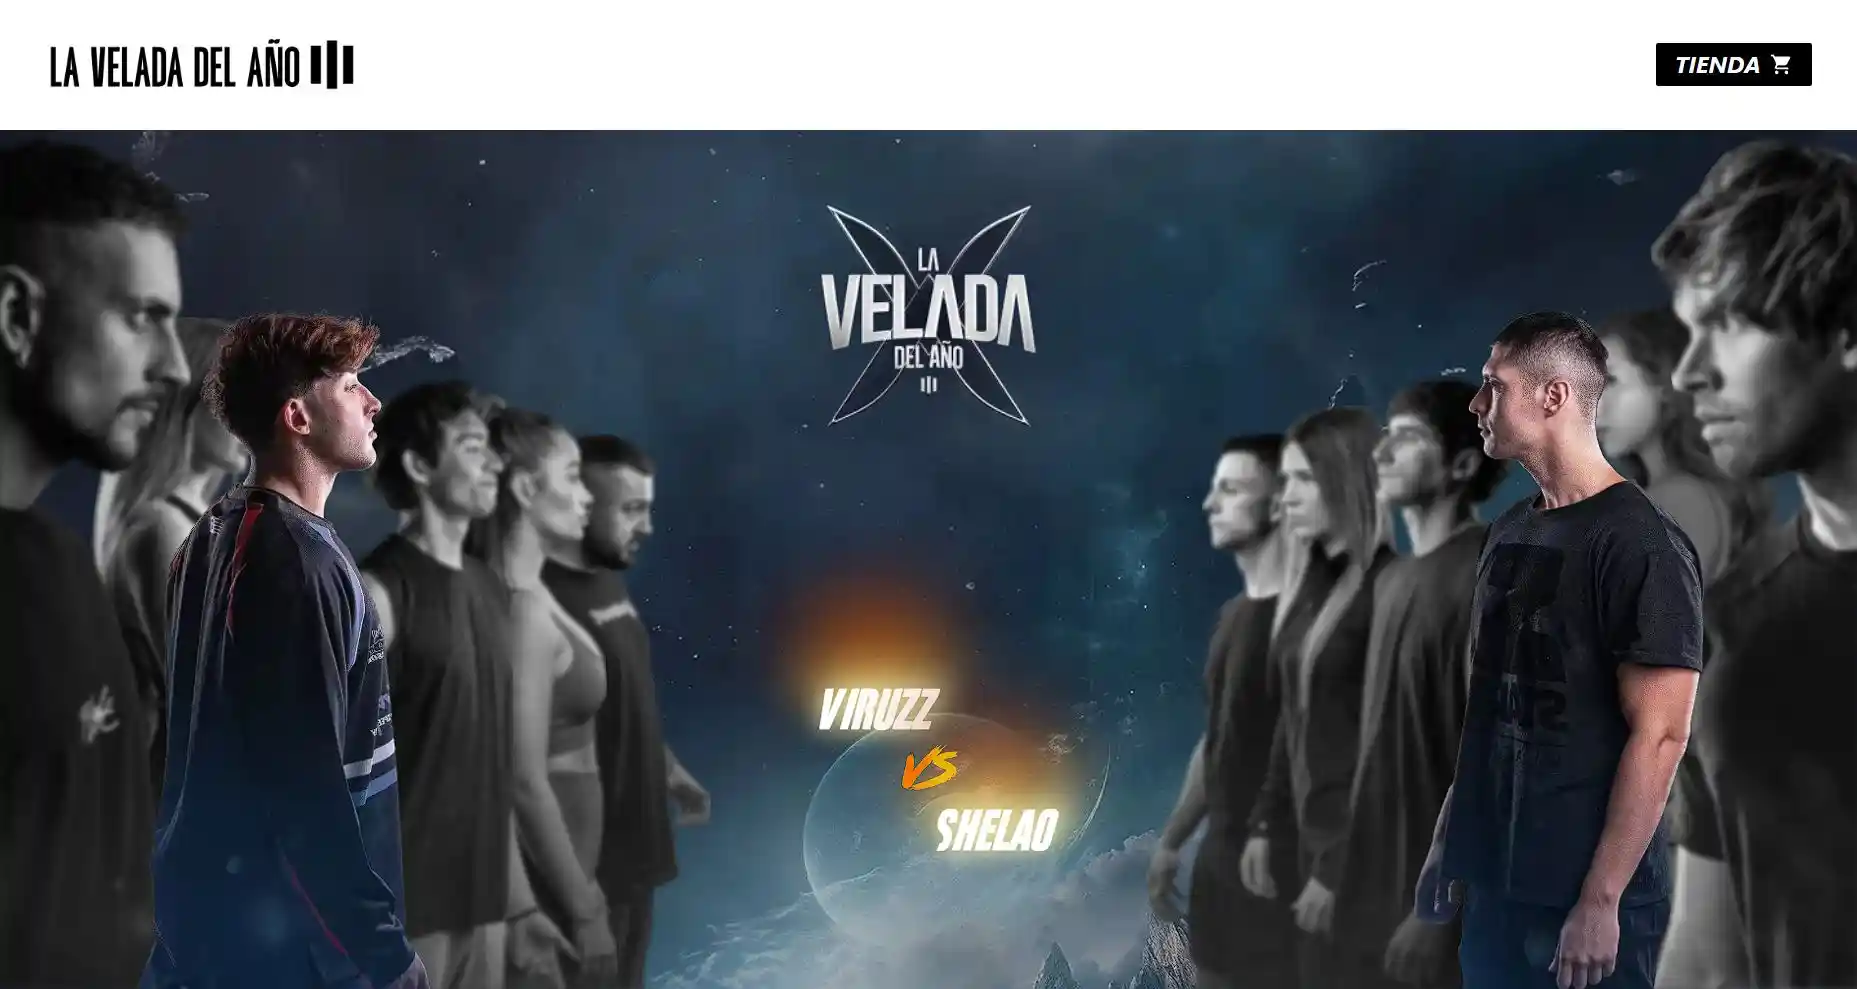 LA VELADA DEL AÑO III
TIENDA
LA
VELADA
DEL AÑO
III
VIRUZZ
VS
SHELAO